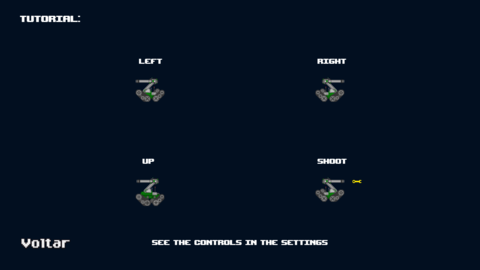 TUTORIAL:
LEFT
RIGHT
UP
SHOOT
Voltar
SEE THE CONTROLS IN THE SETTINGS